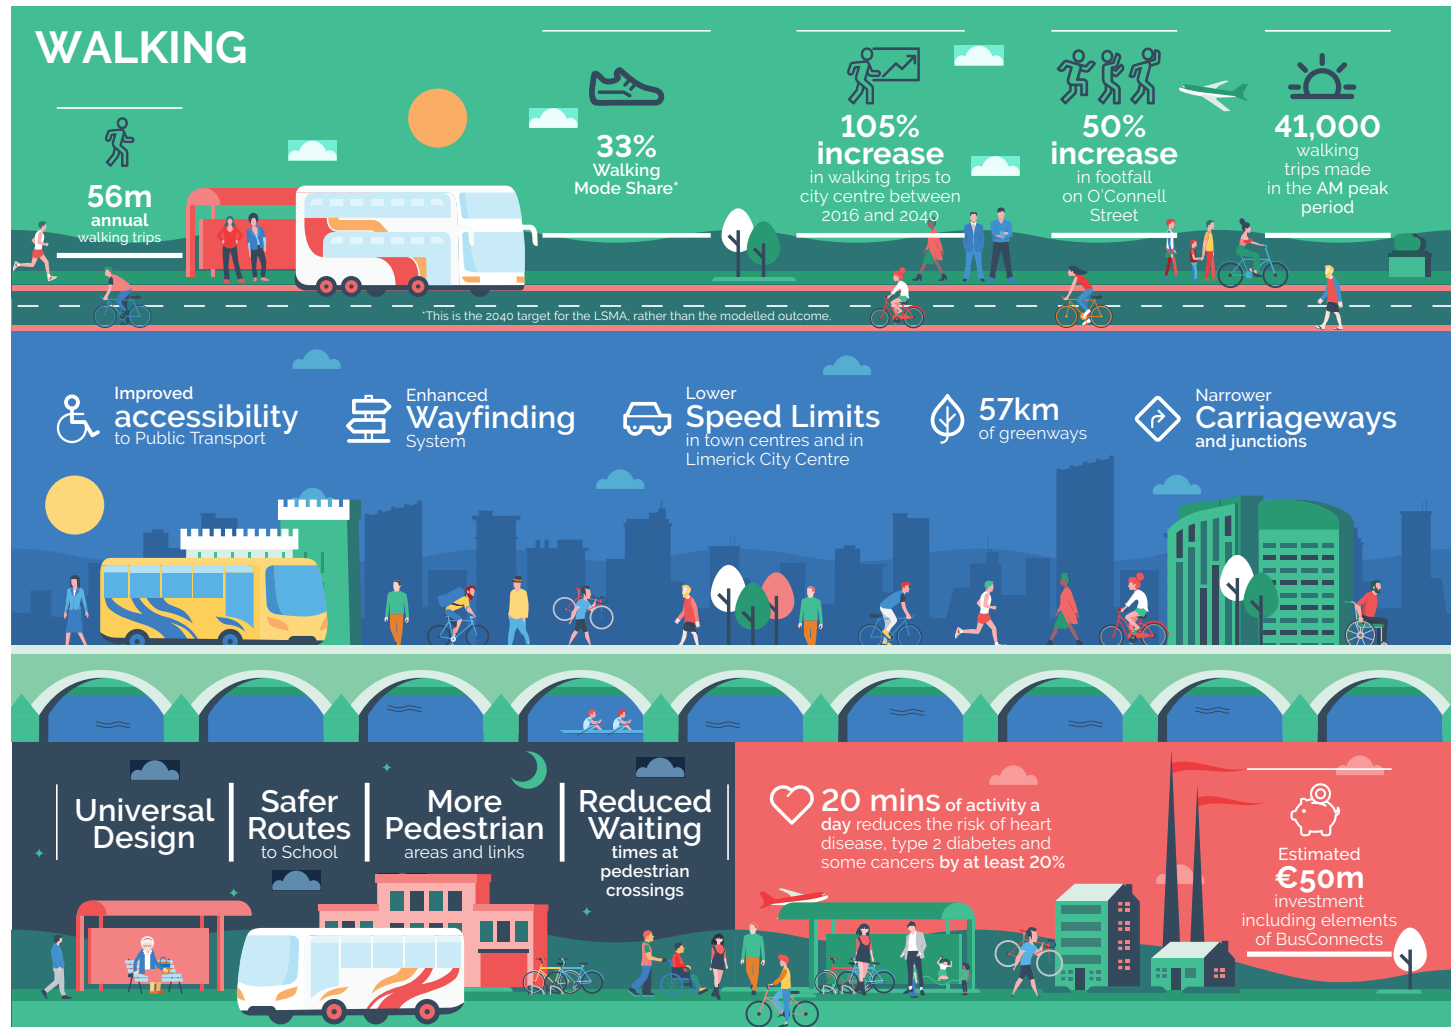 WALKING
56m
annual
walking trips
33%
Walking
Mode Share*
105%
increase
in walking trips to
city centre between
2016 and 2040
50%
increase
in footfall
on O'Connell
Street
41,000
walking
trips made
in the AM peak
period
*This is the 2040 target for the LSMA, rather than the modelled outcome.
Improved
accessibility
to Public Transport
Enhanced
Wayfinding
System
Lower
Speed Limits
in town centres and in
Limerick City Centre
57km
of greenways
Narrower
Carriageways
and junctions
Universal
Design
Safer
Routes
to School
More
Pedestrian
areas and links
Reduced
Waiting
times at
pedestrian
crossings
20 mins of activity a
day reduces the risk of heart
disease, type 2 diabetes and
some cancers by at least 20%
Estimated
€50m
investment
including elements
of BusConnects